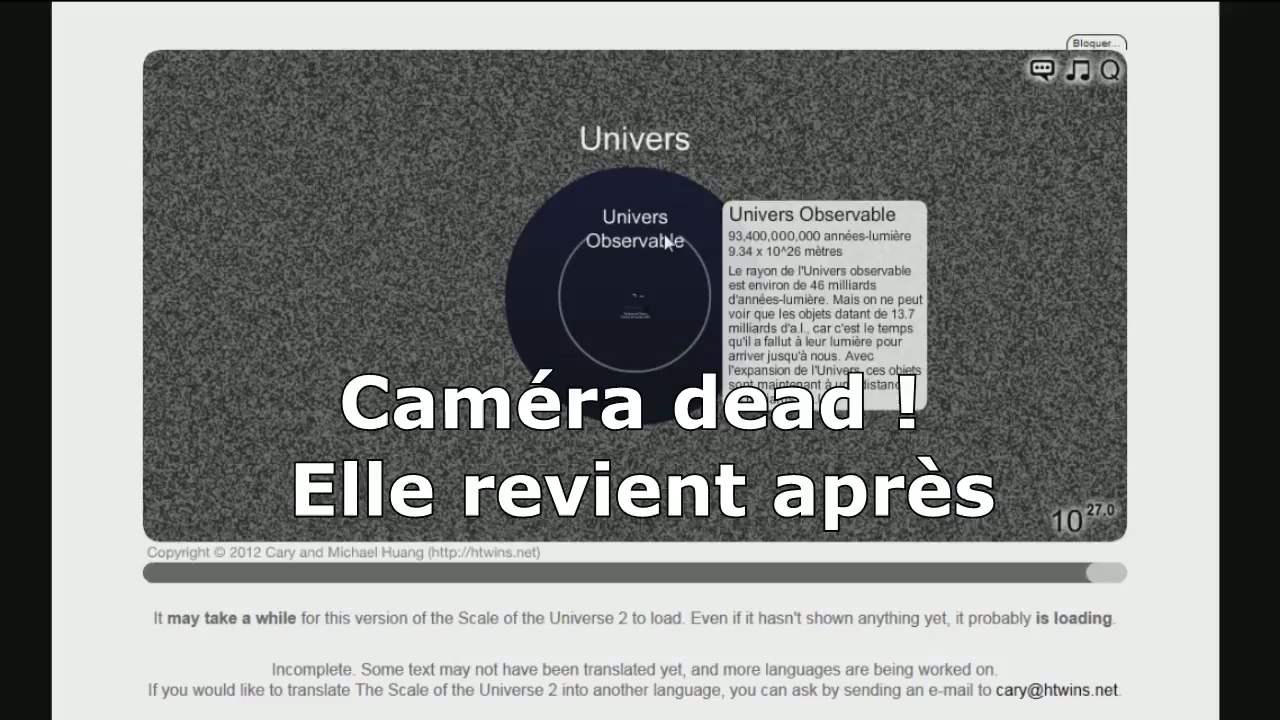 Bloquer...
Univers
Univers
Observable
Univers Observable
93,400,000,000 années-lumière
9.34 x 10^26 mètres
Le rayon de l'Univers observable
est environ de 46 milliards
d'années-lumière. Mais on ne peut
voir que les objets datant de 13.7
milliards d'a.l., car c'est le temps
qu'il a fallut à leur lumière pour
arriver jusqu'à nous. Avec
l'expansion de l'Univers, ces objets
sont maintenant à
Caméra dead !
Elle revient après
10 27.0
Copyright © 2012 Cary and Michael Huang (http://htwins.net)
It may take a while for this version of the Scale of the Universe 2 to load. Even if it hasn't shown anything yet, it probably is loading.
Incomplete. Some text may not have been translated yet, and more languages are being worked on.
If you would like to translate The Scale of the Universe 2 into another language, you can ask by sending an e-mail to cary@htwins.net.